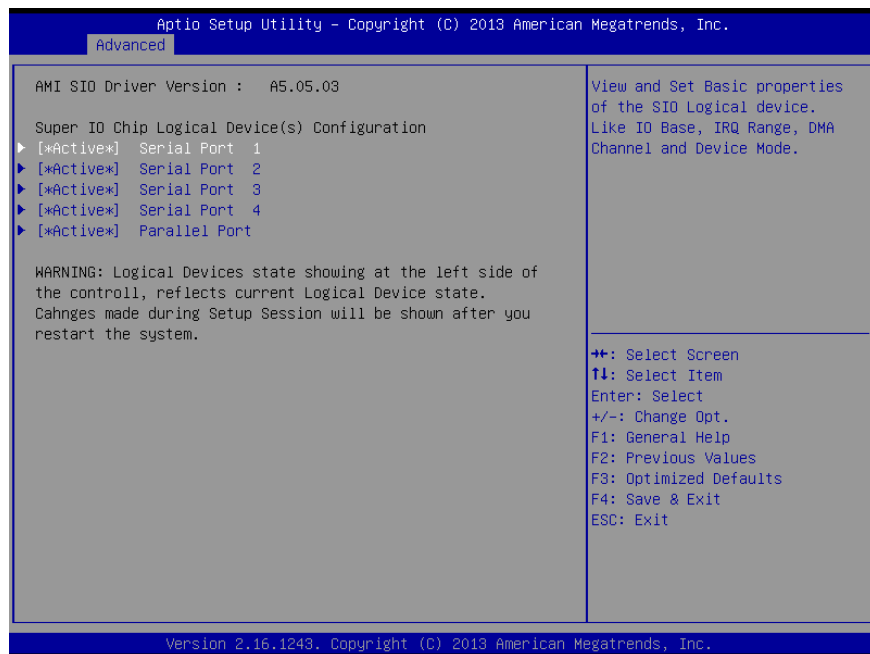 Aptio Setup Utility – Copyright (C) 2013 American Megatrends, Inc.
Advanced
AMI SIO Driver Version : A5.05.03
Super IO Chip Logical Device(s) Configuration
[*Active*] Serial Port 1
[*Active*] Serial Port 2
[*Active*] Serial Port 3
[*Active*] Serial Port 4
[*Active*] Parallel Port
WARNING: Logical Devices state showing at the left side of
the controll, reflects current Logical Device state.
Cahnges made during Setup Session will be shown after you
restart the system.
View and Set Basic properties
of the SIO Logical device.
Like IO Base, IRQ Range, DMA
Channel and Device Mode.
→←: Select Screen
↑↓: Select Item
Enter: Select
+/-: Change Opt.
F1: General Help
F2: Previous Values
F3: Optimized Defaults
F4: Save & Exit
ESC: Exit
Version 2.16.1243. Copyright (C) 2013 American Megatrends, Inc.